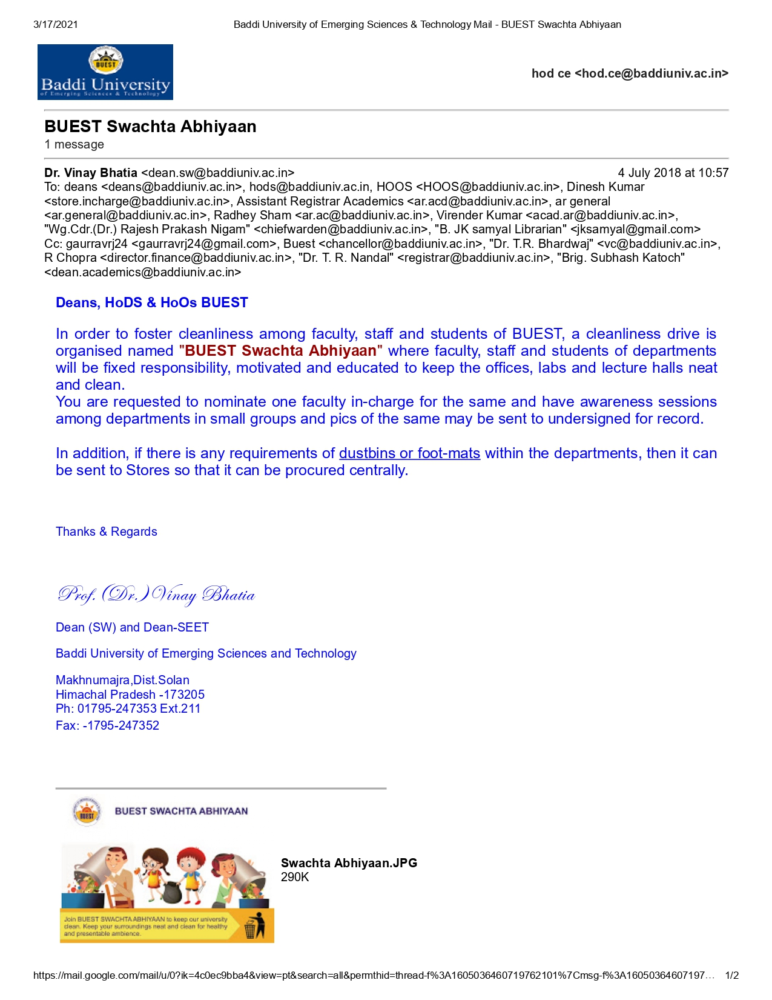 3/17/2021 Baddi University of Emerging Sciences & Technology Mail - BUEST Swachta Abhiyaan
BUEST
Baddi University
of Emerging Sciences & Technology
hod ce <hod.ce@baddiuniv.ac.in>
BUEST Swachta Abhiyaan
1 message
Dr. Vinay Bhatia <dean.sw@baddiuniv.ac.in> 4 July 2018 at 10:57
To: deans <deans@baddiuniv.ac.in>, hods@baddiuniv.ac.in, HOOS <HOOS@baddiuniv.ac.in>, Dinesh Kumar
<store.incharge@baddiuniv.ac.in>, Assistant Registrar Academics <ar.acd@baddiuniv.ac.in>, ar general
<ar.general@baddiuniv.ac.in>, Radhey Sham <ar.ac@baddiuniv.ac.in>, Virender Kumar <acad.ar@baddiuniv.ac.in>,
"Wg.Cdr.(Dr.) Rajesh Prakash Nigam" <chiefwarden@baddiuniv.ac.in>, "B. JK samyal Librarian" <jksamyal@gmail.com>
Cc: gaurravrj24 <gaurravrj24@gmail.com>, Buest <chancellor@baddiuniv.ac.in>, "Dr. T.R. Bhardwaj" <vc@baddiuniv.ac.in>,
R Chopra <director.finance@baddiuniv.ac.in>, "Dr. T. R. Nandal" <registrar@baddiuniv.ac.in>, "Brig. Subhash Katoch"
<dean.academics@baddiuniv.ac.in>
Deans, HoDS & HoOs BUEST
In order to foster cleanliness among faculty, staff and students of BUEST, a cleanliness drive is
organised named "BUEST Swachta Abhiyaan" where faculty, staff and students of departments
will be fixed responsibility, motivated and educated to keep the offices, labs and lecture halls neat
and clean.
You are requested to nominate one faculty in-charge for the same and have awareness sessions
among departments in small groups and pics of the same may be sent to undersigned for record.
In addition, if there is any requirements of dustbins or foot-mats within the departments, then it can
be sent to Stores so that it can be procured centrally.
Thanks & Regards
Prof. (Dr.) Vinay Bhatia
Dean (SW) and Dean-SEET
Baddi University of Emerging Sciences and Technology
Makhnumajra,Dist.Solan
Himachal Pradesh -173205
Ph: 01795-247353 Ext.211
Fax: -1795-247352
BUEST
BUEST SWACHTA ABHIYAAN
Swachta Abhiyaan.JPG
290K
Join BUEST SWACHTA ABHIYAAN to keep our university
clean. Keep your surroundings neat and clean for healthy
and presentable ambience.
https://mail.google.com/mail/u/0?ik=4c0ec9bba4&view=pt&search=all&permthid=thread-f%3A1605036460719762101%7Cmsg-f%3A16050364607197… 1/2